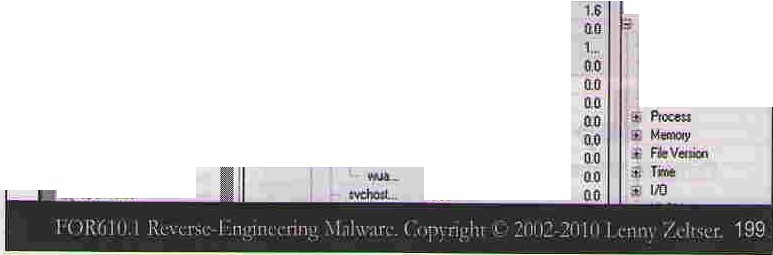 1.6
0.0
1...
0.0
0.0
0.0
0.0
0.0
0.0
0.0
0.0
Process
Memory
File Version
Time
I/O
wua...
svchost...
FOR610.1 Reverse-Engineering Malware. Copyright © 2002-2010 Lenny Zeltser. 199